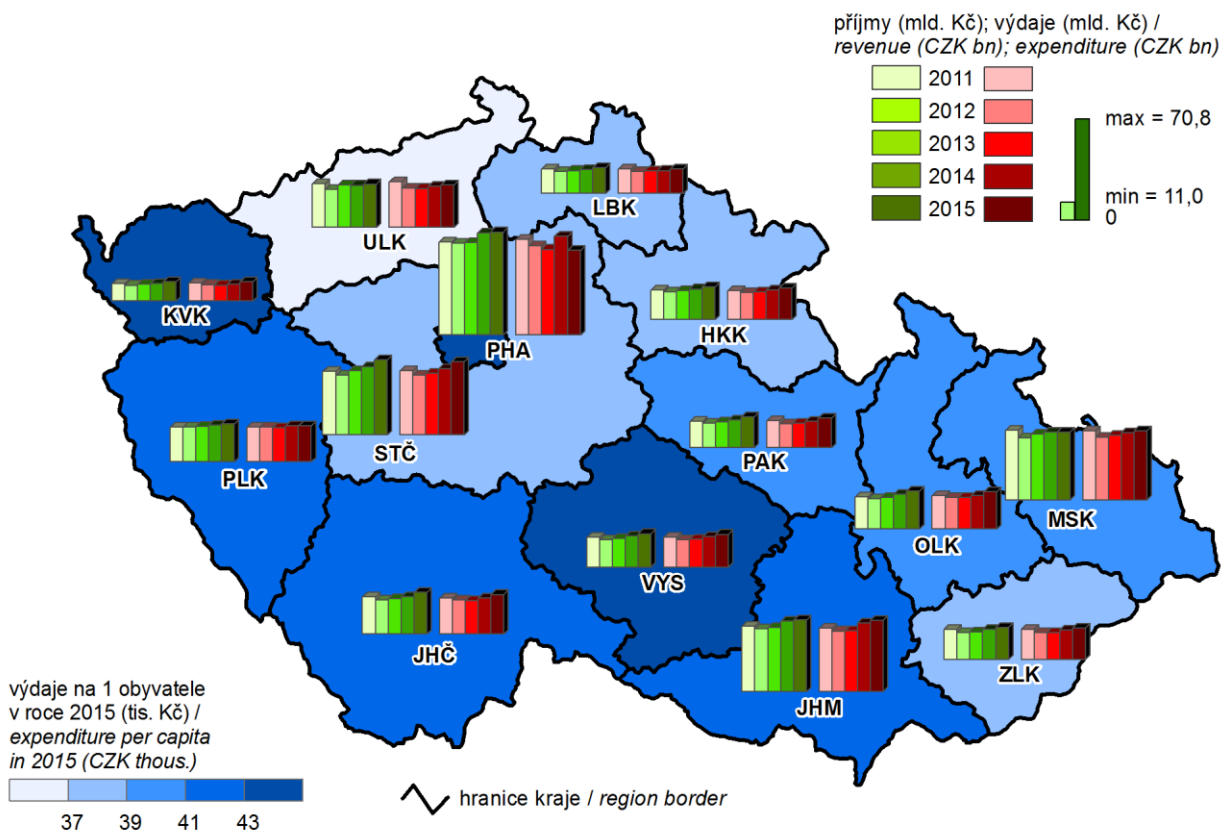 příjmy (mld. Kč); výdaje (mld. Kč) /
revenue (CZK bn); expenditure (CZK bn)
2011
2012
2013
2014
2015
max = 70,8
min = 11,0
0
LBK
ULK
KVK
PHA
HKK
STČ
PLK
PAK
MSK
OLK
VYS
JHČ
ZLK
JHM
výdaje na 1 obyvatele
v roce 2015 (tis. Kč) /
expenditure per capita
in 2015 (CZK thous.)
37 39 41 43
hranice kraje / region border